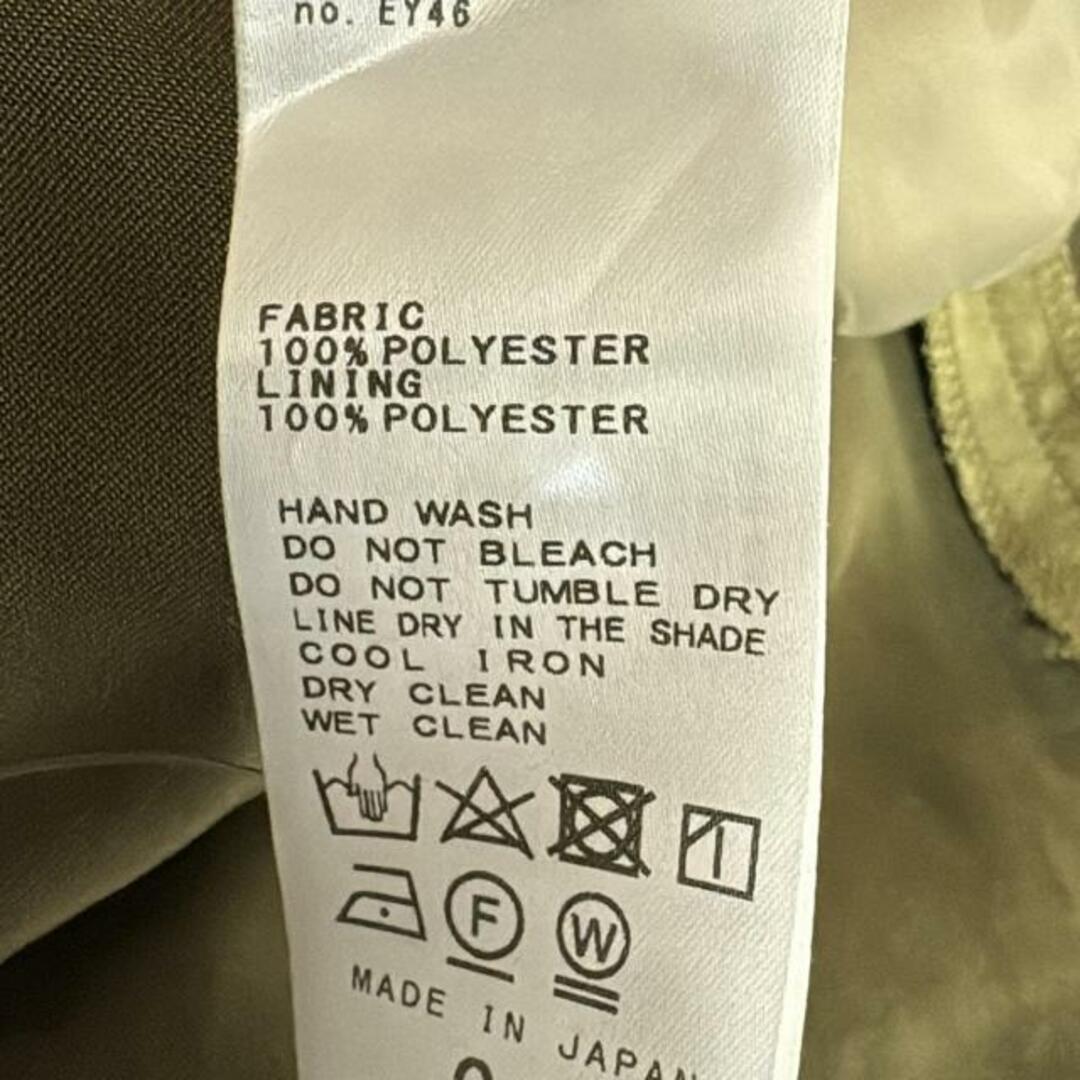 no. EY46
FABRIC
100% POLYESTER
LINING
100% POLYESTER
HAND WASH
DO NOT BLEACH
DO NOT TUMBLE DRY
LINE DRY IN THE SHADE
COOL IRON
DRY CLEAN
WET CLEAN
F W
MADE IN JAPAN